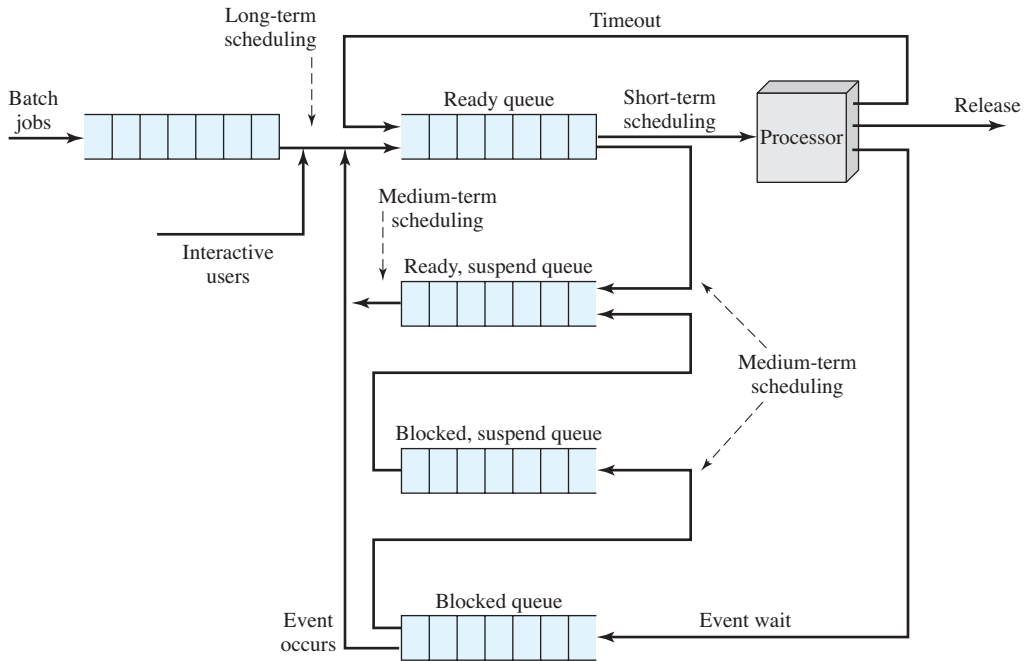 Timeout
Long-term
scheduling
Batch
jobs
Ready queue
Short-term
scheduling
Processor
Release
Medium-term
scheduling
Interactive
users
Ready, suspend queue
Medium-term
scheduling
Blocked, suspend queue
Blocked queue
Event
occurs
Event wait